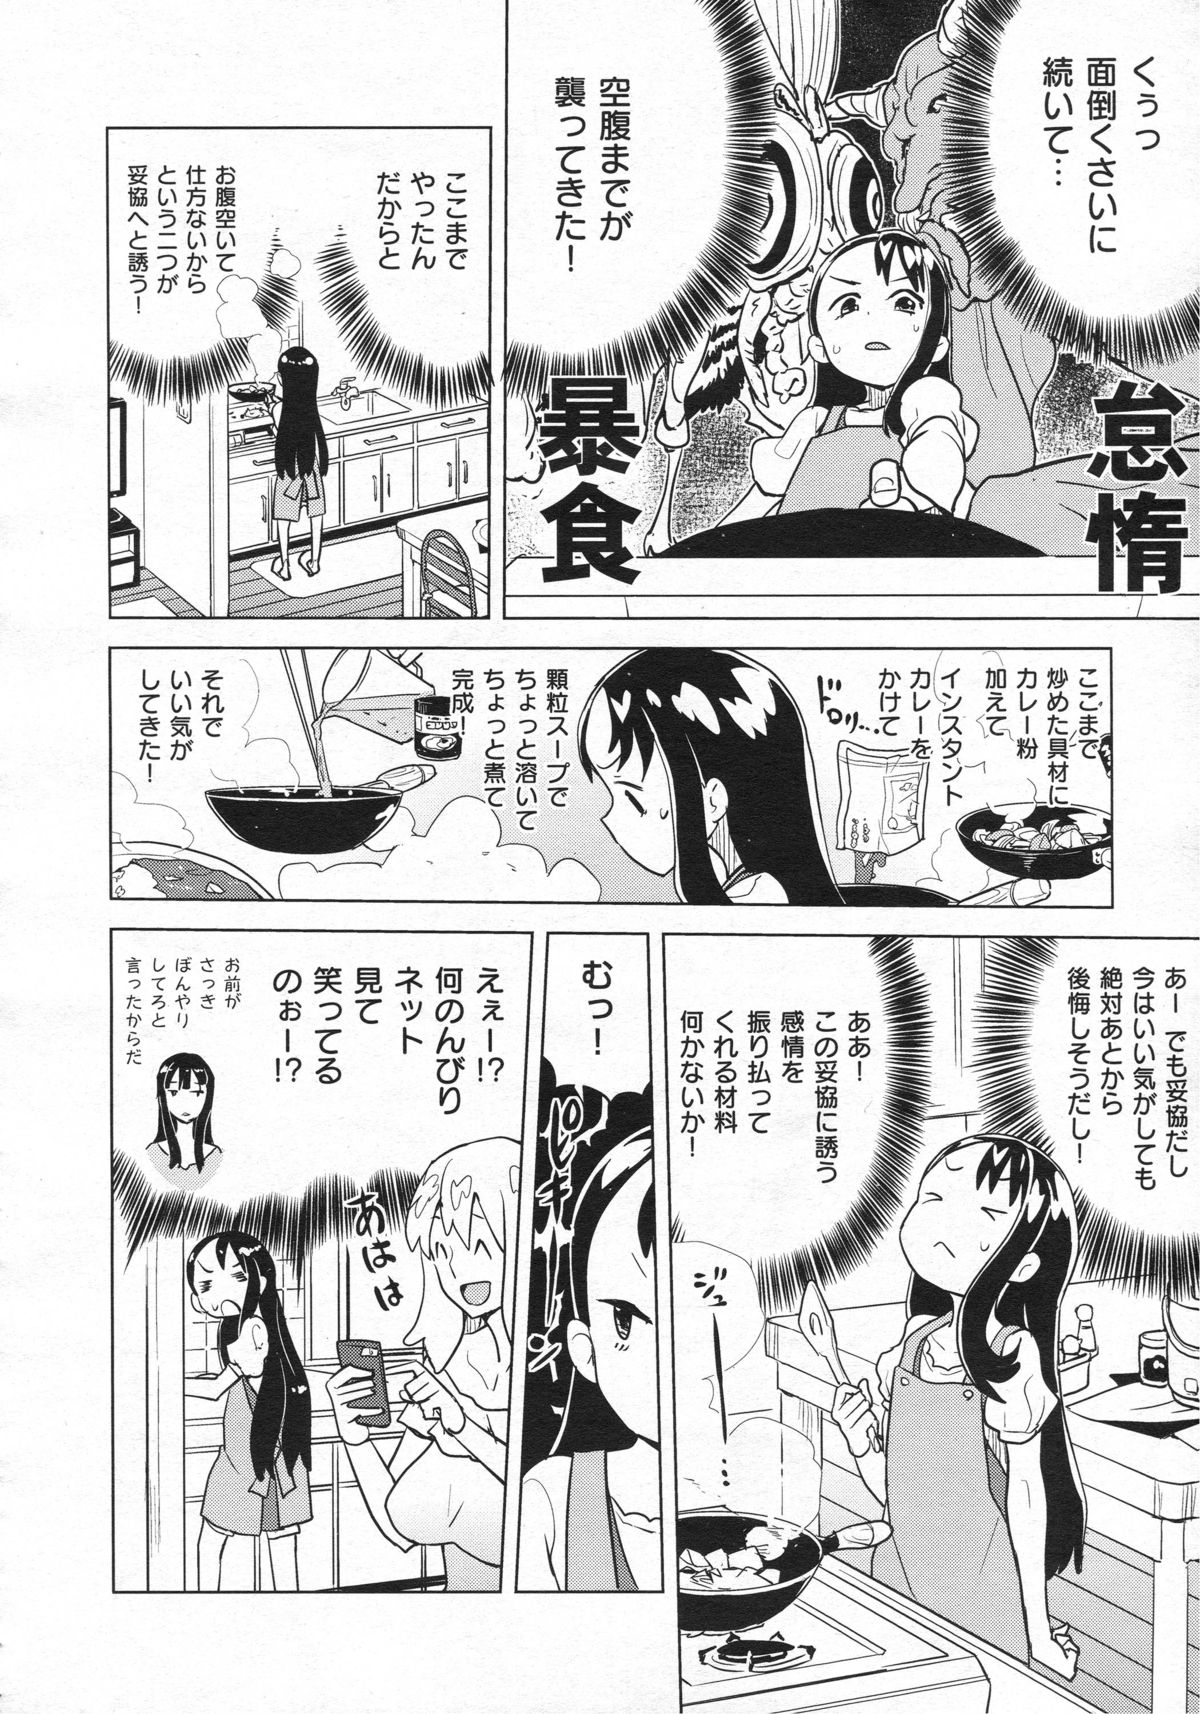 くぅっ
面倒くさいに
続いて…
怠惰
空腹までが
襲ってきた！
暴食
ここまで
やったん
だからと
お腹空いて
仕方ないから
という二つが
妥協へと誘う！
ここまで
炒めた具材に
カレー粉
加えて
インスタント
カレーを
かけて
ドロリ…
顆粒スープで
ちょっと溶いて
ちょっと煮て
完成！
それで
いい気が
してきた！
あー でも妥協だし
今はいい気がしても
絶対あとから
後悔しそうだし！
ああ！
この妥協に誘う
感情を
振り払って
くれる材料
何かないか！
ジュー
むっ！
えぇー!?
何のんびり
ネット
見て
笑ってる
のぉー!?
あはは
お前が
さっき
ぼんやり
してろと
言ったからだ